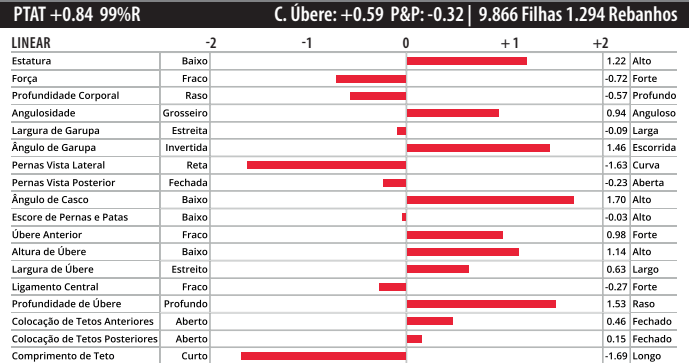 PTAT +0.84 99%R C. Úbere: +0.59 P&P: -0.32 | 9.866 Filhas 1.294 Rebanhos
LINEAR -2 -1 0 +1 +2
Estatura Baixo 1.22 Alto
Força Fraco -0.72 Forte
Profundidade Corporal Raso -0.57 Profundo
Angulosidade Grosseiro 0.94 Anguloso
Largura de Garupa Estreita -0.09 Larga
Ângulo de Garupa Invertida 1.46 Escorrida
Pernas Vista Lateral Reta -1.63 Curva
Pernas Vista Posterior Fechada -0.23 Aberta
Ângulo de Casco Baixo 1.70 Alto
Escore de Pernas e Patas Baixo -0.03 Alto
Úbere Anterior Fraco 0.98 Forte
Altura de Úbere Baixo 1.14 Alto
Largura de Úbere Estreito 0.63 Largo
Ligamento Central Fraco -0.27 Forte
Profundidade de Úbere Profundo 1.53 Raso
Colocação de Tetos Anteriores Aberto 0.46 Fechado
Colocação de Tetos Posteriores Aberto 0.15 Fechado
Comprimento de Teto Curto -1.69 Longo